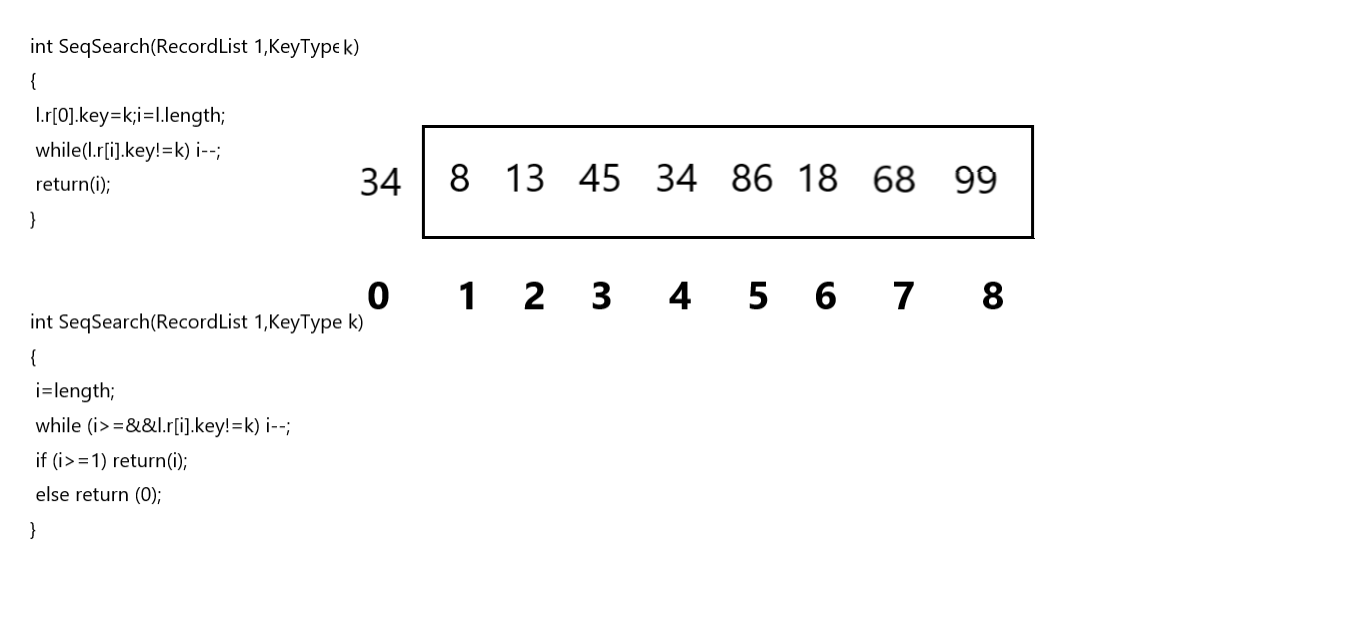 int SeqSearch(RecordList 1,KeyType k)
{
l.r[0].key=k;i=l.length;
while(l.r[i].key!=k) i--;
return(i);
}
34 8 13 45 34 86 18 68 99
0 1 2 3 4 5 6 7 8
int SeqSearch(RecordList 1,KeyType k)
{
i=length;
while (i>=&&l.r[i].key!=k) i--;
if (i>=1) return(i);
else return (0);
}